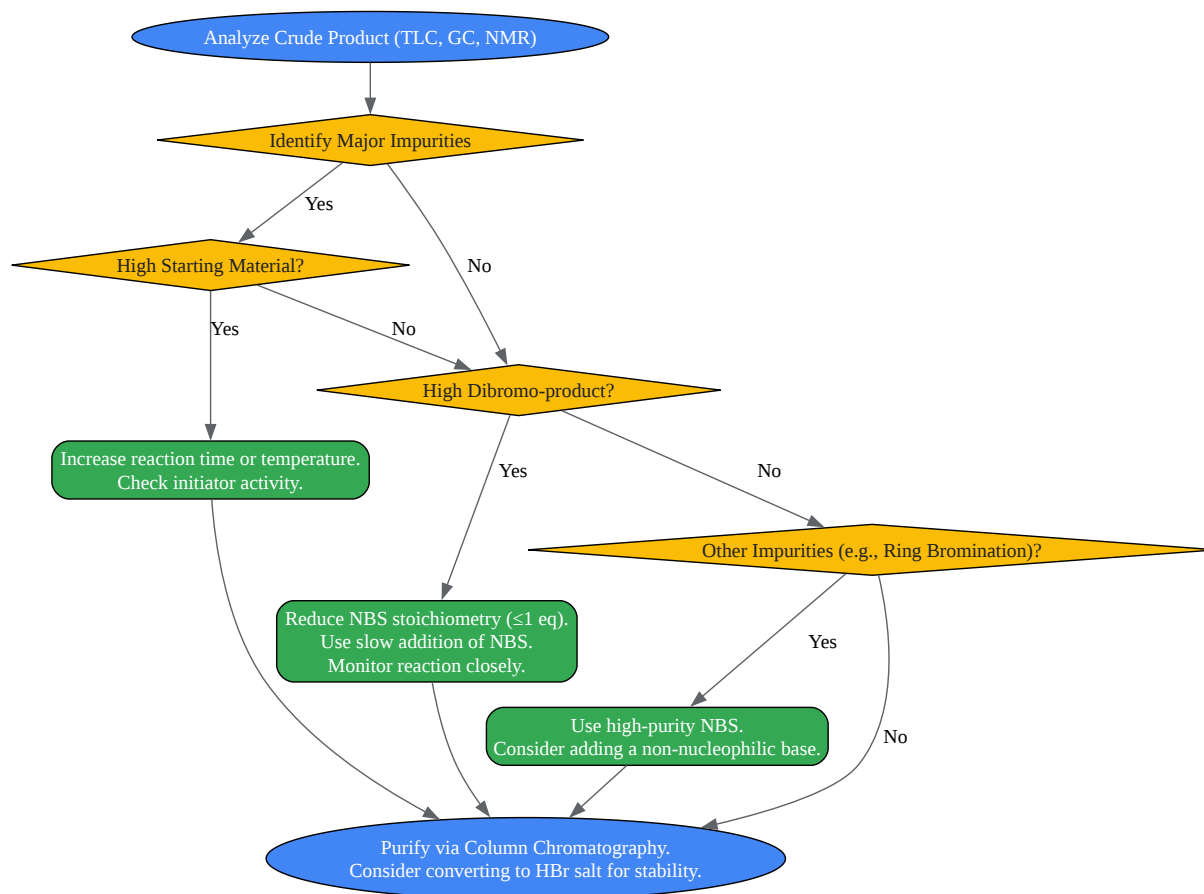 Analyze Crude Product (TLC, GC, NMR)
Identify Major Impurities
Yes
No
High Starting Material?
Yes
No
High Dibromo-product?
Increase reaction time or temperature.
Check initiator activity.
Yes
No
Other Impurities (e.g., Ring Bromination)?
Reduce NBS stoichiometry (≤1 eq).
Use slow addition of NBS.
Monitor reaction closely.
Yes
No
Use high-purity NBS.
Consider adding a non-nucleophilic base.
Purify via Column Chromatography.
Consider converting to HBr salt for stability.